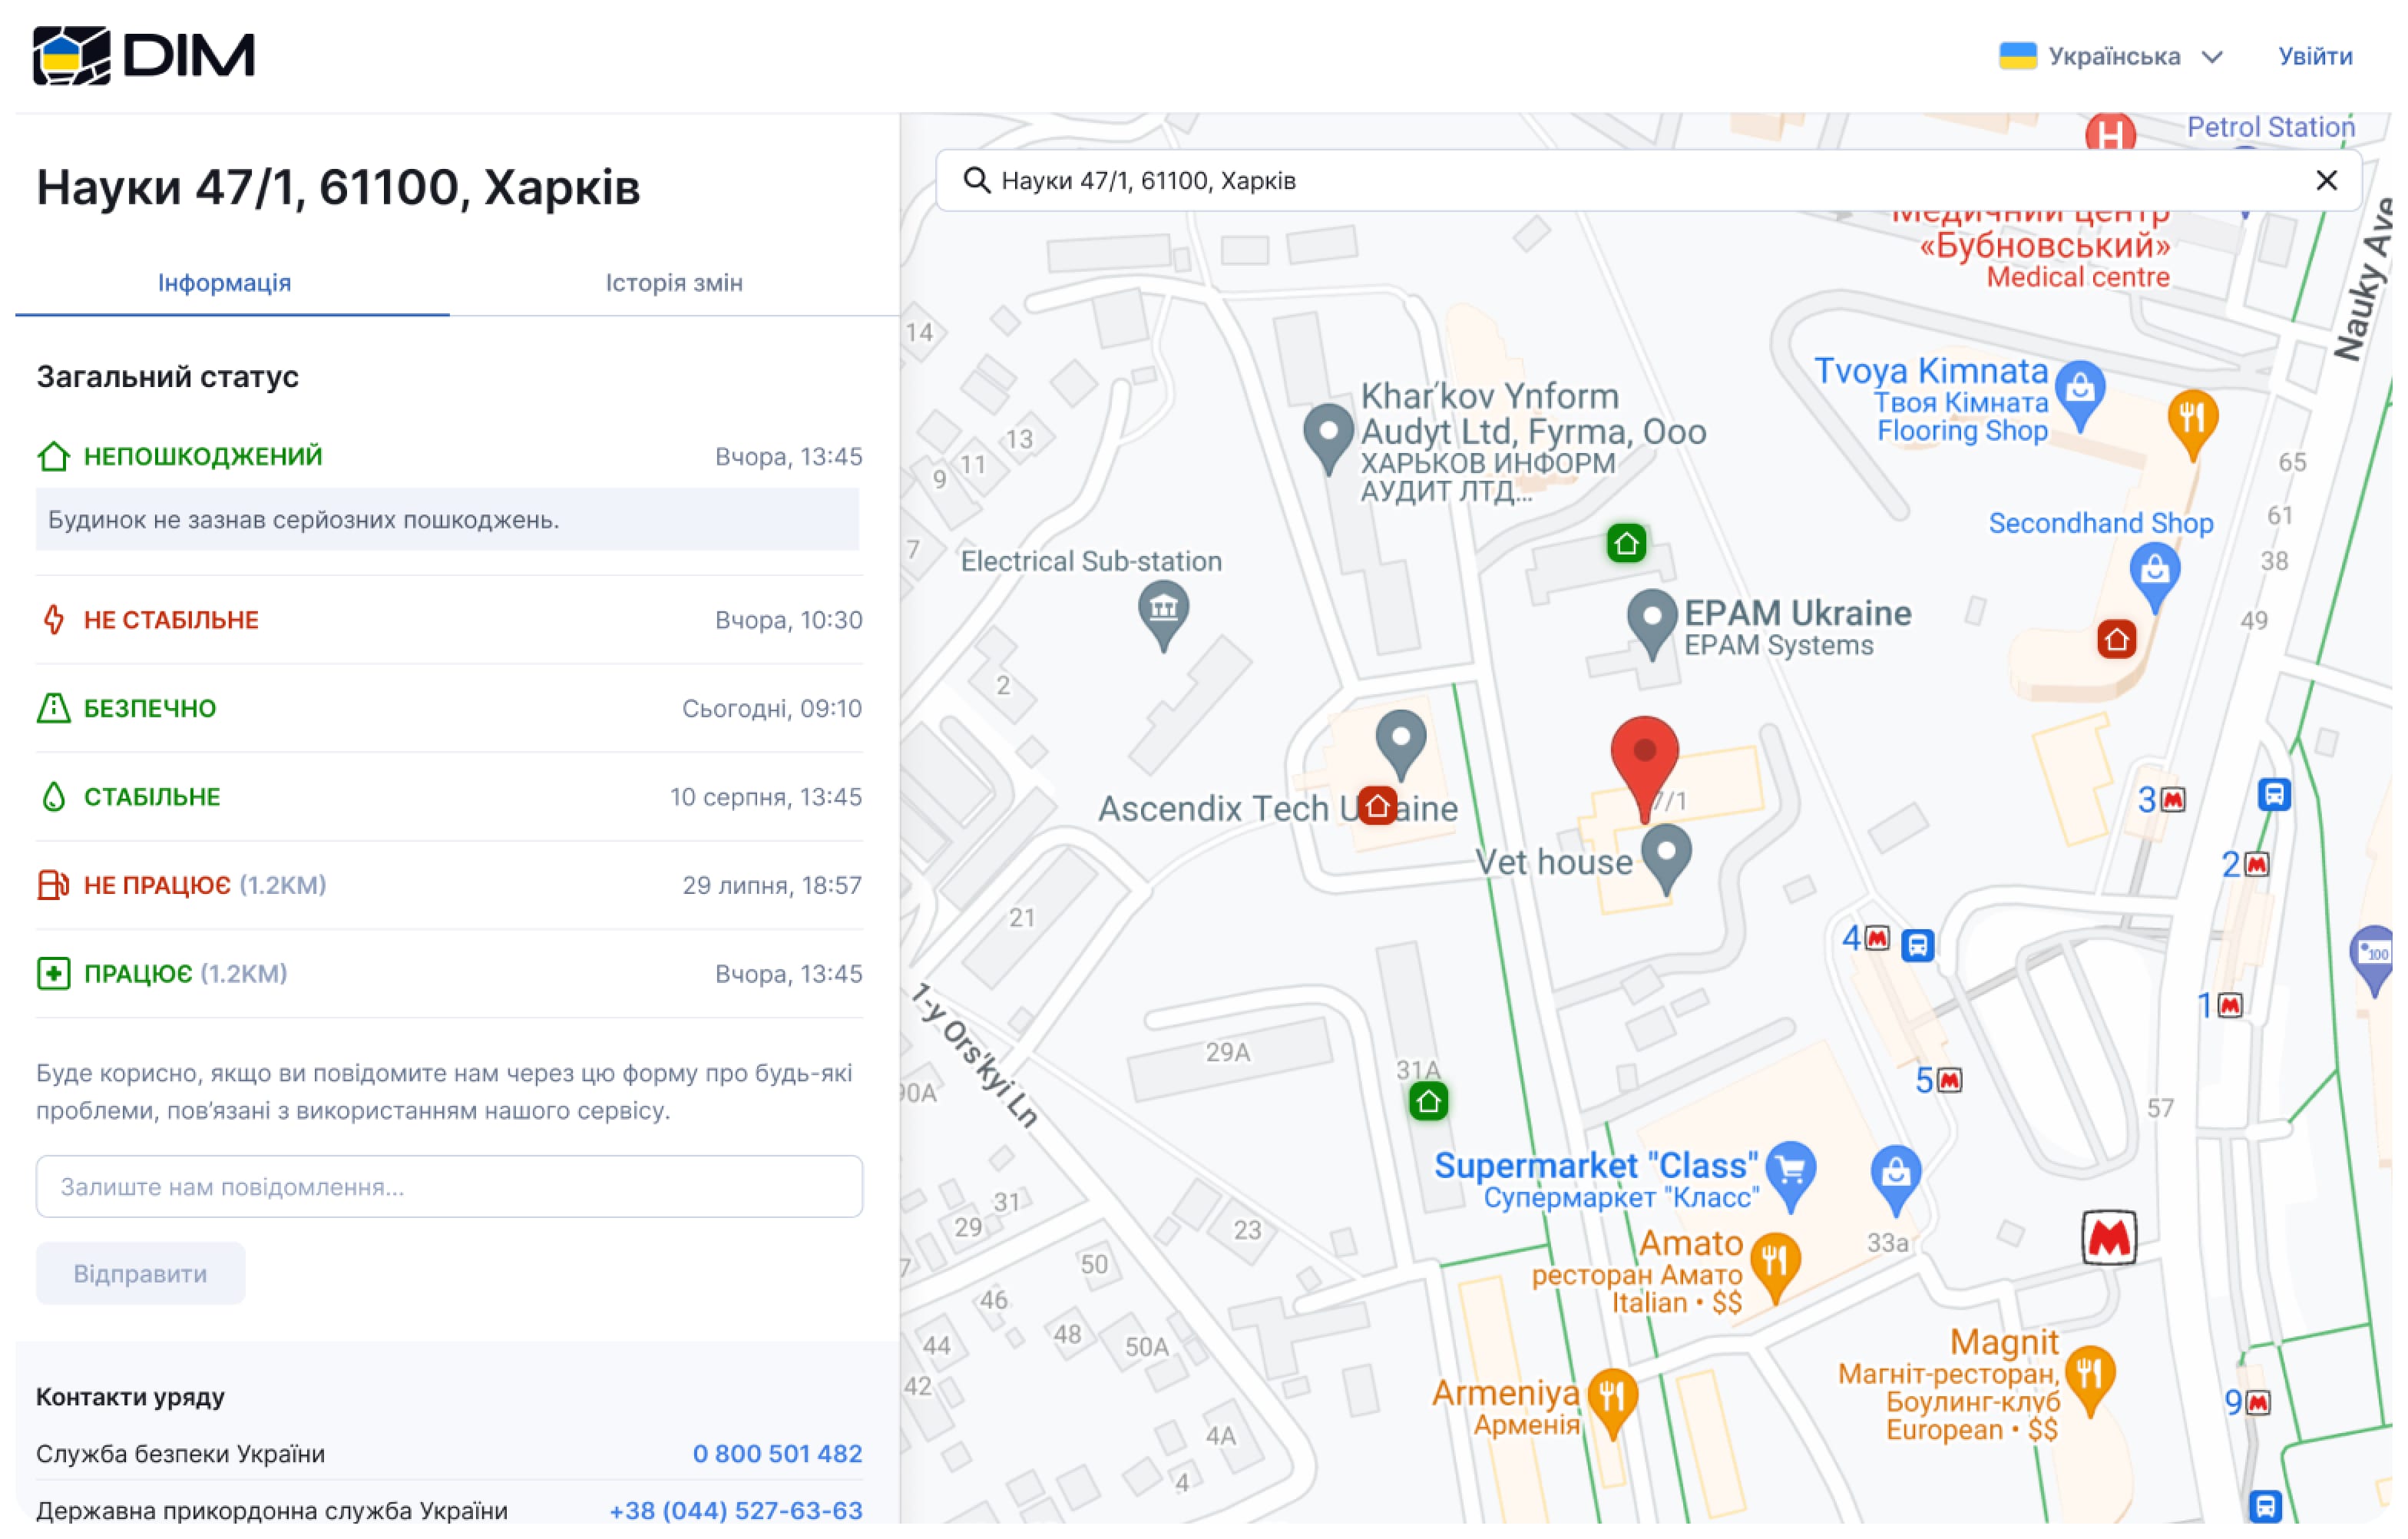 DIM
Українська
Увійти
Науки 47/1, 61100, Харків
Інформація
Історія змін
Загальний статус
НЕПОШКОДЖЕНИЙ
Вчора, 13:45
Будинок не зазнав серйозних пошкоджень.
НЕ СТАБІЛЬНЕ
Вчора, 10:30
БЕЗПЕЧНО
Сьогодні, 09:10
СТАБІЛЬНЕ
10 серпня, 13:45
НЕ ПРАЦЮЄ (1.2KM)
29 липня, 18:57
ПРАЦЮЄ (1.2KM)
Вчора, 13:45
Буде корисно, якщо ви повідомите нам через цю форму про будь-які
проблеми, пов’язані з використанням нашого сервісу.
Залиште нам повідомлення...
Відправити
Контакти уряду
Служба безпеки України
0 800 501 482
Державна прикордонна служба України
+38 (044) 527-63-63
H
Petrol Station
Науки 47/1, 61100, Харків
Медичний центр
«Бубновський»
Medical centre
Nauky Ave
14
13
11
9
7
Khar’kov Ynform
Audyt Ltd, Fyrma, Ooo
ХАРЬКОВ ИНФОРМ
АУДИТ ЛТД...
Tvoya Kimnata
Твоя Кімната
Flooring Shop
65
61
38
49
Secondhand Shop
Electrical Sub-station
EPAM Ukraine
EPAM Systems
2
Ascendix Tech U aine
7/1
Vet house
3 M
2 M
4 M
1 M
5 M
100
21
1-y Ors'kyi Ln
29A
31A
90A
57
Supermarket "Class"
Супермаркет "Класс"
31
29
23
33a
M
Amato
ресторан Амато
Italian • $$
7
50
46
48
44
50A
42
Magnit
Магніт-ресторан,
Боулинг-клуб
European • $$
Armeniya
Арменія
9 M
4A
4